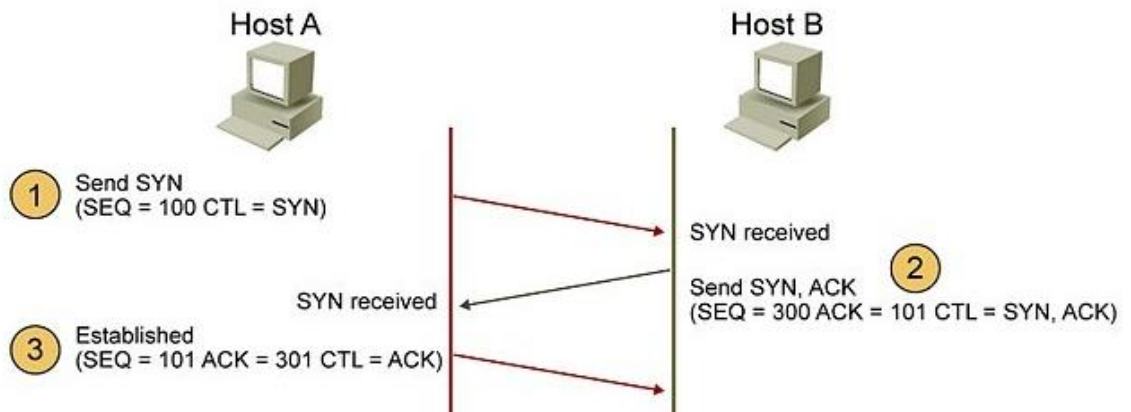 Host A
Host B
1
Send SYN
(SEQ = 100 CTL = SYN)
SYN received
2
Send SYN, ACK
(SEQ = 300 ACK = 101 CTL = SYN, ACK)
SYN received
3
Established
(SEQ = 101 ACK = 301 CTL = ACK)